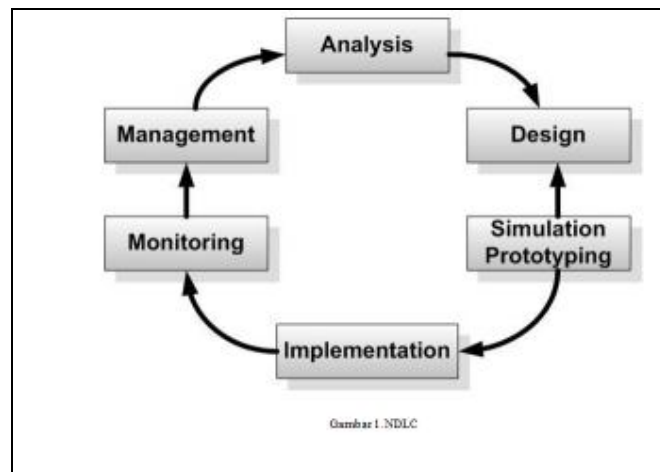 Analysis
Management
Design
Monitoring
Simulation
Prototyping
Implementation
Gambar 1. NDLC